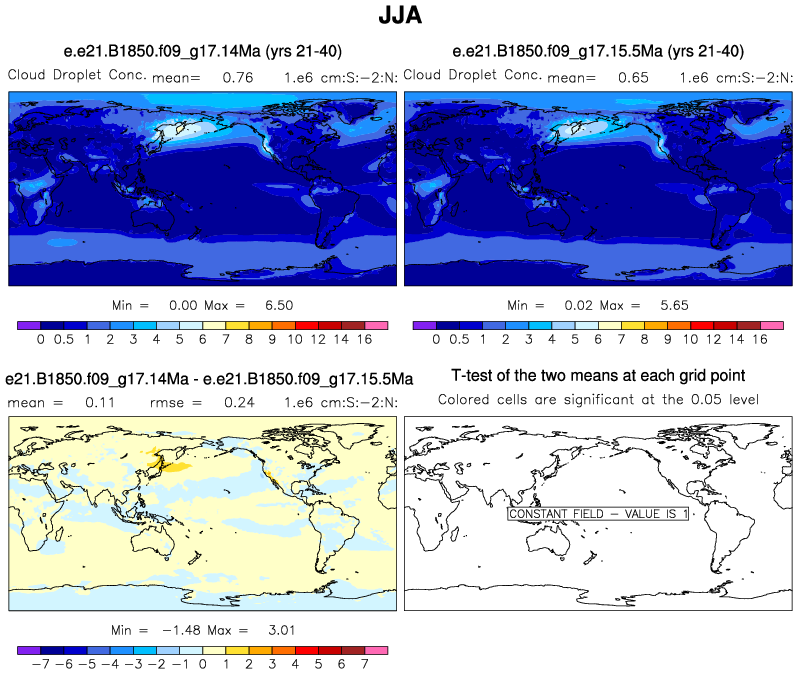 JJA
e.e21.B1850.f09_g17.14Ma (yrs 21-40)
Cloud Droplet Conc. mean= 0.76 1.e6 cm:S:−2:N:
Min = 0.00 Max = 6.50
0 0.5 1 2 3 4 5 6 7 8 9 10 12 14 16
e.e21.B1850.f09_g17.15.5Ma (yrs 21-40)
Cloud Droplet Conc. mean= 0.65 1.e6 cm:S:−2:N:
Min = 0.02 Max = 5.65
0 0.5 1 2 3 4 5 6 7 8 9 10 12 14 16
e21.B1850.f09_g17.14Ma - e.e21.B1850.f09_g17.15.5Ma
mean = 0.11 rmse = 0.24 1.e6 cm:S:−2:N:
Min = −1.48 Max = 3.01
−7 −6 −5 −4 −3 −2 −1 0 1 2 3 4 5 6 7
T-test of the two means at each grid point
Colored cells are significant at the 0.05 level
CONSTANT FIELD − VALUE IS 1